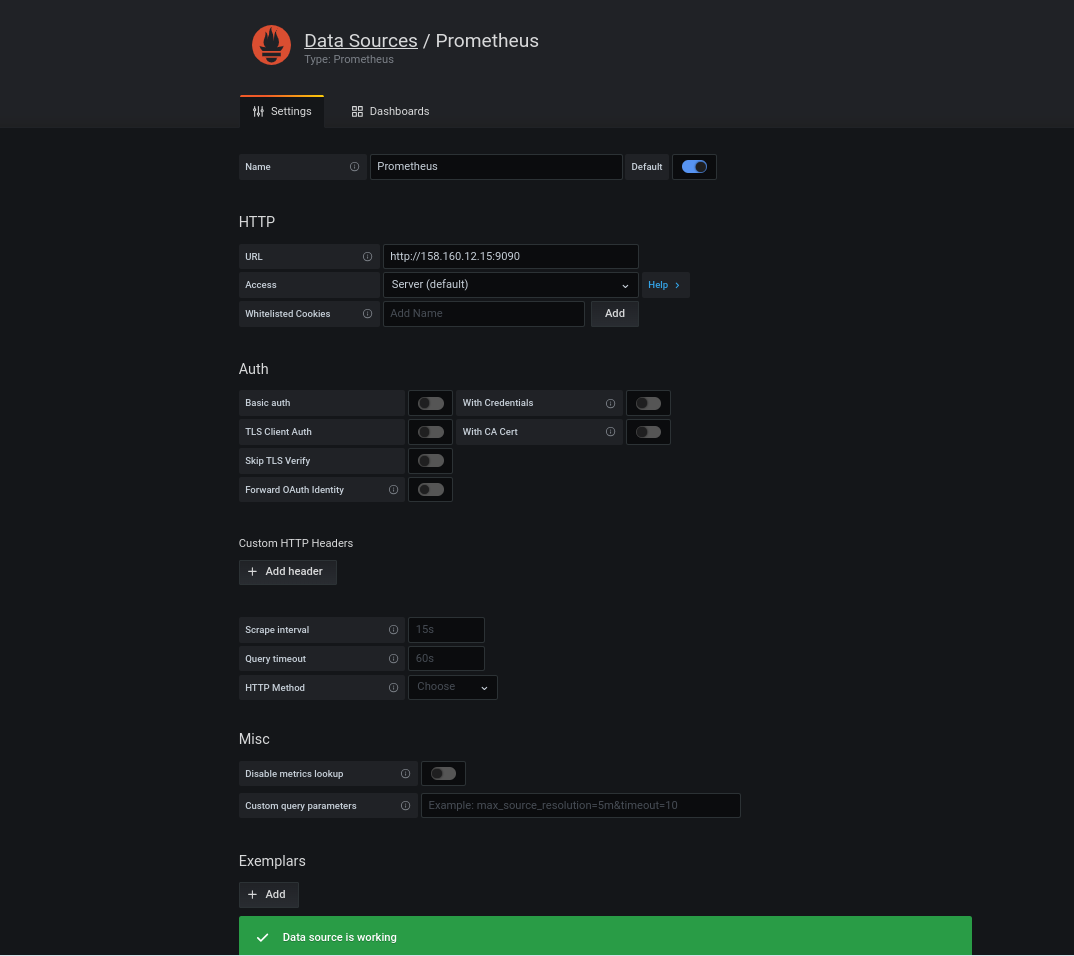 Data Sources / Prometheus
Type: Prometheus
Settings Dashboards
Name Prometheus Default
HTTP
URL http://158.160.12.15:9090
Access Server (default) Help
Whitelisted Cookies Add Name Add
Auth
Basic auth With Credentials
TLS Client Auth With CA Cert
Skip TLS Verify
Forward OAuth Identity
Custom HTTP Headers
+ Add header
Scrape interval 15s
Query timeout 60s
HTTP Method Choose
Misc
Disable metrics lookup
Custom query parameters Example: max_source_resolution=5m&timeout=10
Exemplars
+ Add
Data source is working